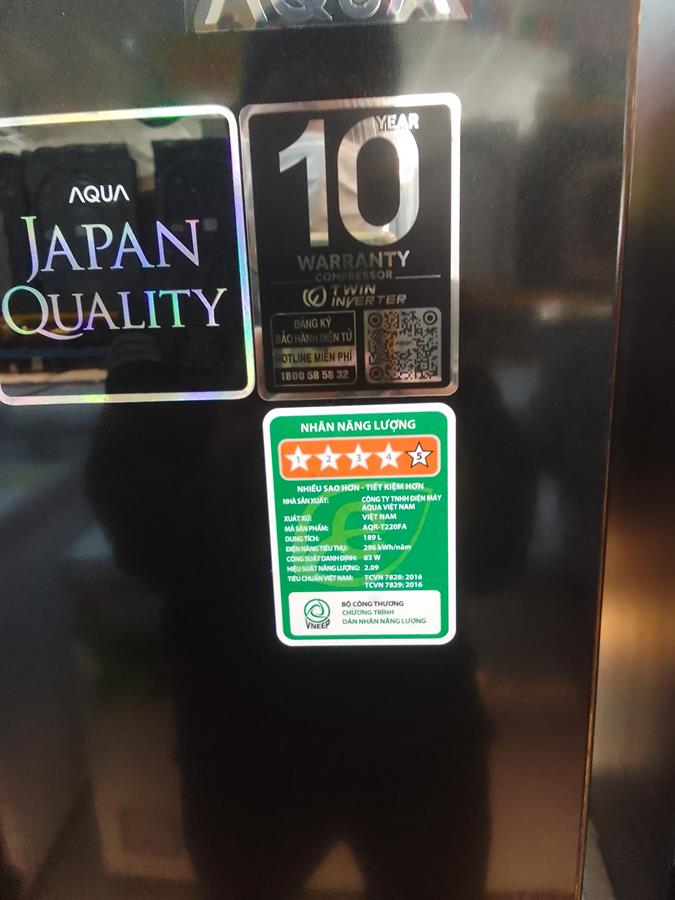 AQUA
AQUA
JAPAN
QUALITY
10 YEAR
WARRANTY
COMPRESSOR
TWIN
INVERTER
ĐĂNG KÝ
BẢO HÀNH ĐIỆN TỬ
HOTLINE MIỄN PHÍ
1800 58 58 32
NHÃN NĂNG LƯỢNG
1 2 3 4 5
NHIỀU SAO HƠN - TIẾT KIỆM HƠN
NHÀ SẢN XUẤT: CÔNG TY TNHH ĐIỆN MÁY
AQUA VIỆT NAM
XUẤT XỨ: VIỆT NAM
MÃ SẢN PHẨM: AQR-T220FA
DUNG TÍCH: 189 L
ĐIỆN NĂNG TIÊU THỤ: 296 kWh/năm
CÔNG SUẤT DANH ĐỊNH: 83 W
HIỆU SUẤT NĂNG LƯỢNG: 2.09
TIÊU CHUẨN VIỆT NAM: TCVN 7828: 2016
TCVN 7829: 2016
VNEEP
BỘ CÔNG THƯƠNG
CHƯƠNG TRÌNH
DÁN NHÃN NĂNG LƯỢNG